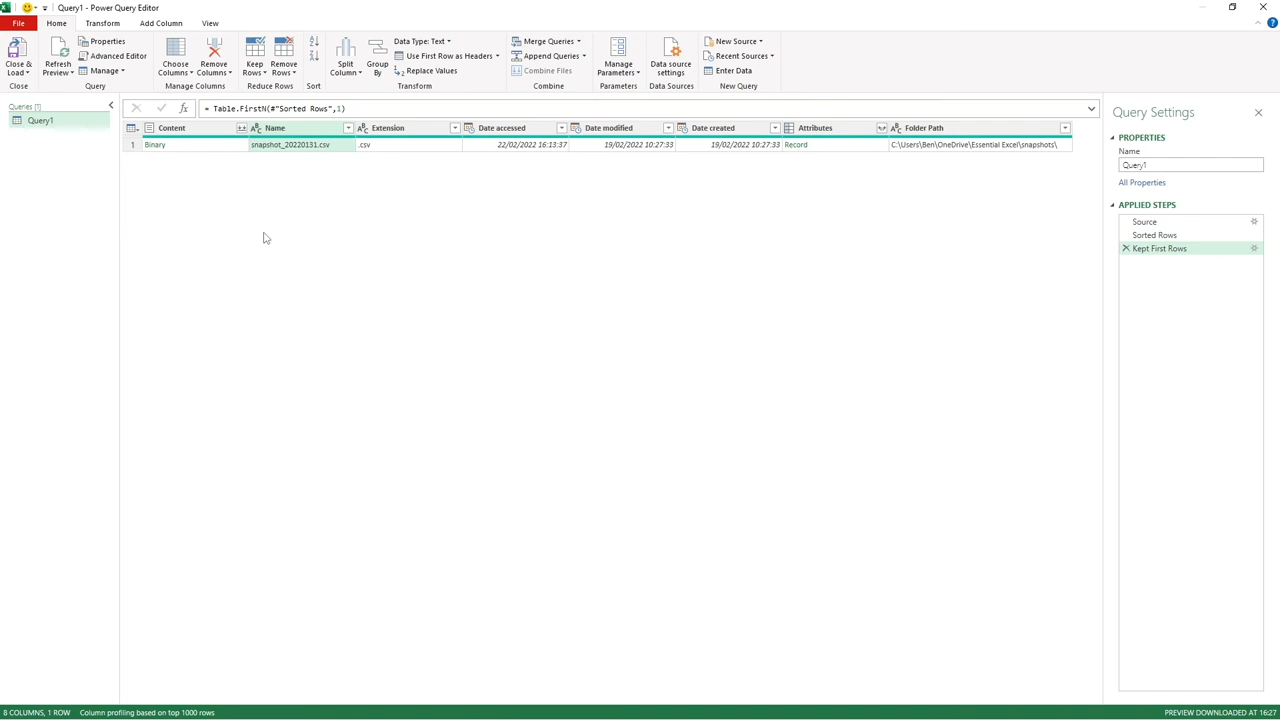 Query1 - Power Query Editor
File Home Transform Add Column View
Close & Load
Refresh Preview
Properties
Advanced Editor
Manage
Choose Columns
Remove Columns
Keep Rows
Remove Rows
Split Column
Group By
Data Type: Text
Use First Row as Headers
Replace Values
Merge Queries
Append Queries
Combine Files
Manage Parameters
Data source settings
New Source
Recent Sources
Enter Data
Close Query Manage Columns Reduce Rows Sort Transform Combine Parameters Data Sources New Query
Queries [1]
Query1
fx = Table.FirstN(#"Sorted Rows",1)
Content Name Extension Date accessed Date modified Date created Attributes Folder Path
1 Binary snapshot_20220131.csv .csv 22/02/2022 16:13:37 19/02/2022 10:27:33 19/02/2022 10:27:33 Record C:\Users\Ben\OneDrive\Essential Excel\snapshots\
Query Settings
PROPERTIES
Name
Query1
All Properties
APPLIED STEPS
Source
Sorted Rows
Kept First Rows
8 COLUMNS, 1 ROW Column profiling based on top 1000 rows PREVIEW DOWNLOADED AT 16:27